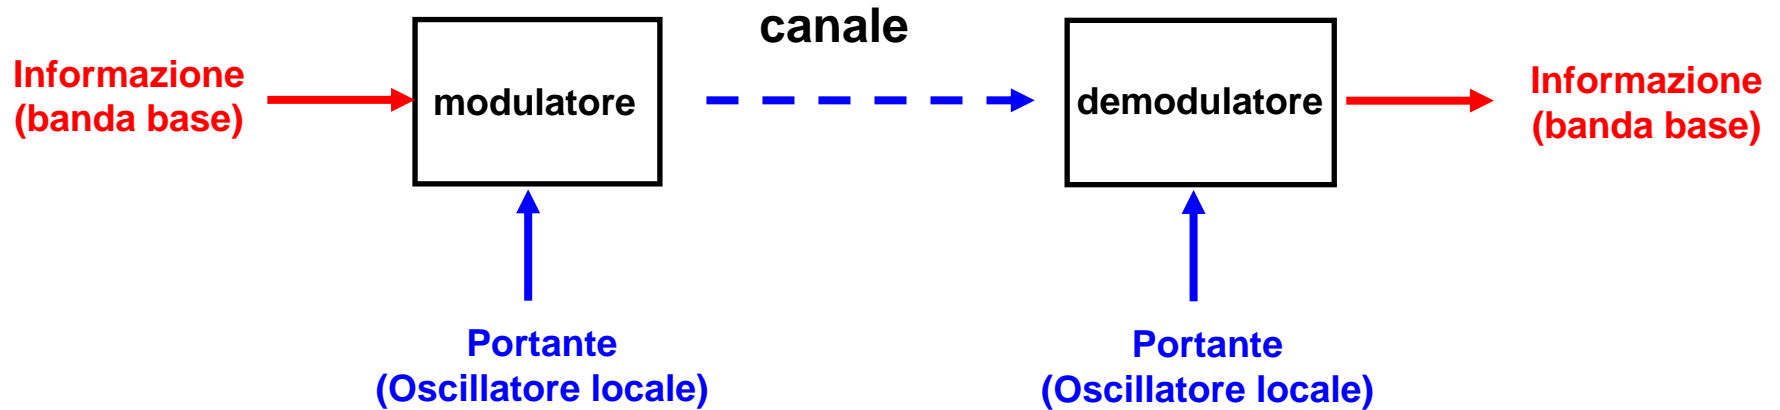 canale
Informazione
(banda base)
modulatore
demodulatore
Informazione
(banda base)
Portante
(Oscillatore locale)
Portante
(Oscillatore locale)